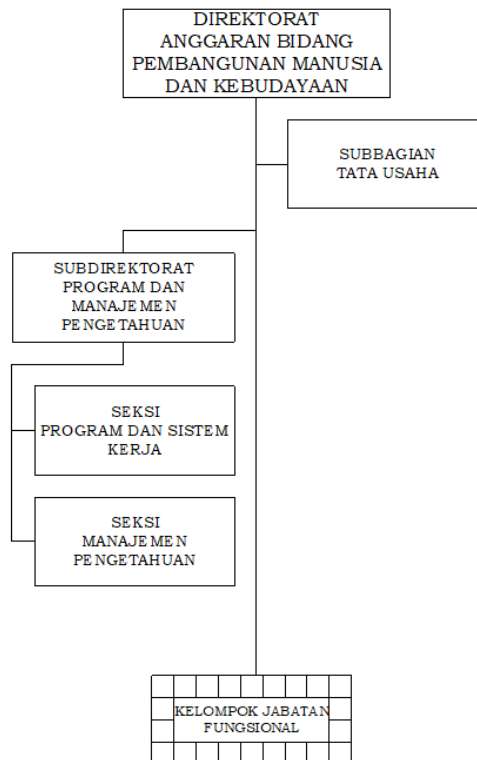 DIREKTORAT
ANGGARAN BIDANG
PEMBANGUNAN MANUSIA
DAN KEBUDAYAAN
SUBBAGIAN
TATA USAHA
SUBDIREKTORAT
PROGRAM DAN
MANAJEMEN
PENGETAHUAN
SEKSI
PROGRAM DAN SISTEM
KERJA
SEKSI
MANAJEMEN
PENGETAHUAN
KELOMPOK JABATAN
FUNGSIONAL